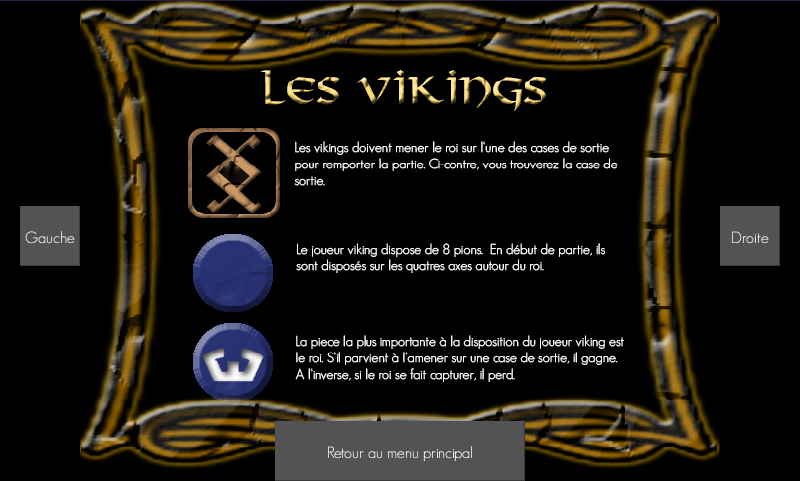 Les vikings
Les vikings doivent mener le roi sur l'une des cases de sortie
pour remporter la partie. Ci-contre, vous trouverez la case de
sortie.
Gauche
Droite
Le joueur viking dispose de 8 pions. En début de partie, ils
sont disposés sur les quatres axes autour du roi.
La piece la plus importante à la disposition du joueur viking est
le roi. S'il parvient à l'amener sur une case de sortie, il gagne.
A l'inverse, si le roi se fait capturer, il perd.
Retour au menu principal